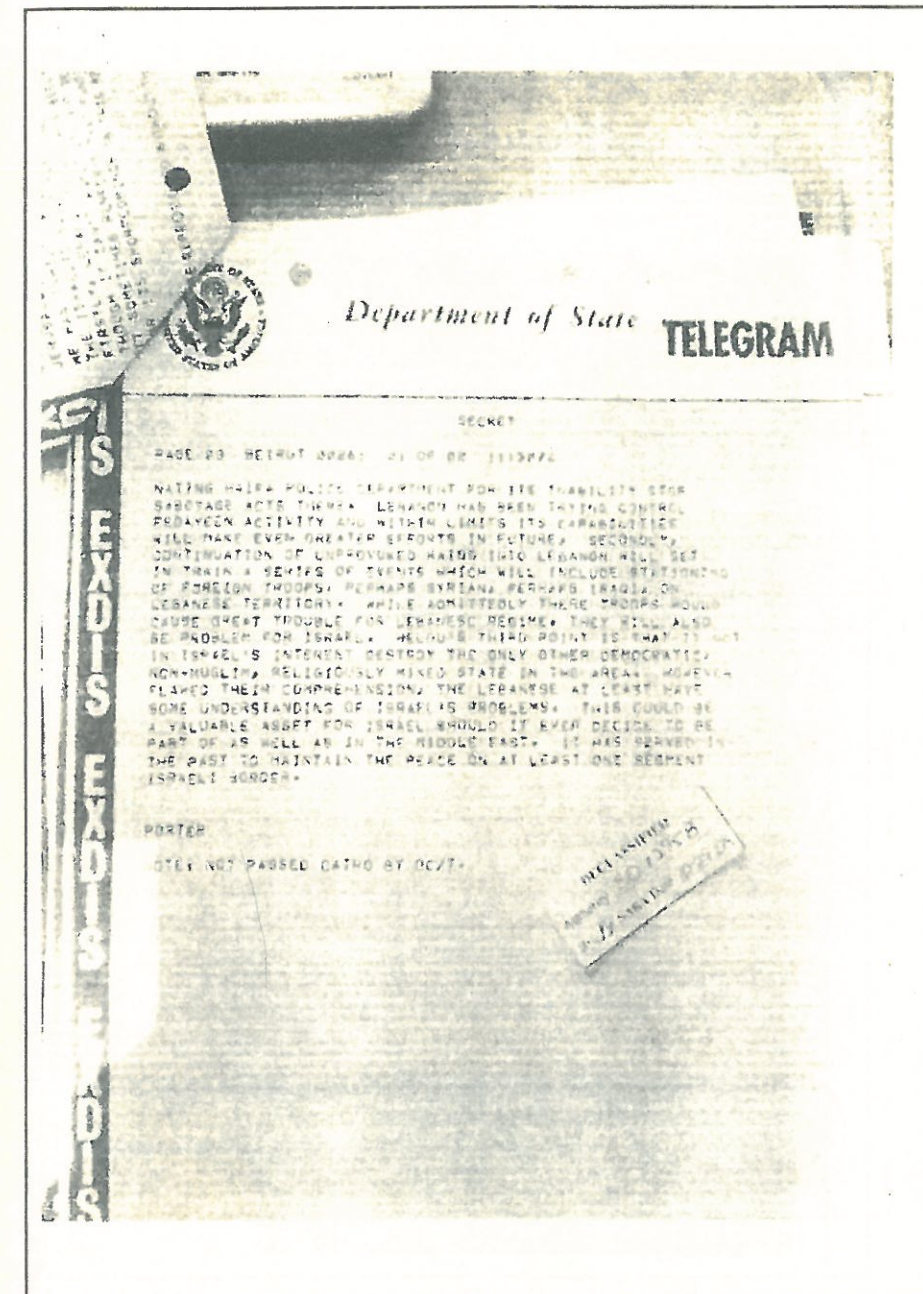 Department of State TELEGRAM
SECRET
PAGE 03 BEIRUT 01 OF 02
NATING HAIFA POLICE DEPARTMENT FOR ITS INABILITY STOP
SABOTAGE ACTS THERE. LEBANON HAS BEEN TRYING CONTROL
FEDAYEEN ACTIVITY AND WITHIN LIMITS ITS CAPABILITIES
WILL MAKE EVEN GREATER EFFORTS IN FUTURE. SECONDLY,
CONTINUATION OF UNPROVOKED RAIDS INTO LEBANON WILL SET
IN TRAIN A SERIES OF EVENTS WHICH WILL INCLUDE STATIONING
OF FOREIGN TROOPS, PERHAPS SYRIAN, PERHAPS IRAQI, ON
LEBANESE TERRITORY. WHILE ADMITTEDLY THESE TROOPS WOULD
CAUSE GREAT TROUBLE FOR LEBANESE REGIME, THEY WILL ALSO
BE PROBLEM FOR ISRAEL. HELOU'S THIRD POINT IS THAT IT NOT
IN ISRAEL'S INTEREST DESTROY THE ONLY OTHER DEMOCRATIC,
NON-MUSLIM, RELIGIOUSLY MIXED STATE IN THE AREA. HOWEVER
FLAWED THEIR COMPREHENSION, THE LEBANESE AT LEAST HAVE
SOME UNDERSTANDING OF ISRAEL'S PROBLEMS. THIS COULD BE
A VALUABLE ASSET FOR ISRAEL SHOULD IT EVER DECIDE TO BE
PART OF AS WELL AS IN THE MIDDLE EAST. IT HAS SERVED IN
THE PAST TO MAINTAIN THE PEACE ON AT LEAST ONE SEGMENT
ISRAELI BORDER.
PORTER
NOTE: NOT PASSED CAIRO BY OC/T.
DECLASSIFIED
EXDIS EXDIS EXDIS EXDIS